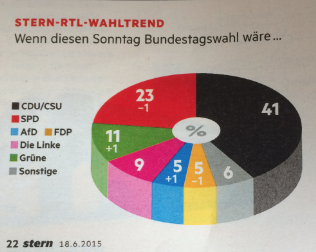 STERN-RTL-WAHLTREND
Wenn diesen Sonntag Bundestagswahl wäre ...
CDU/CSU
SPD
AfD FDP
Die Linke
Grüne
Sonstige
41
23
–1
11
+1
9
5
+1
5
–1
6
%
22 stern 18.6.2015